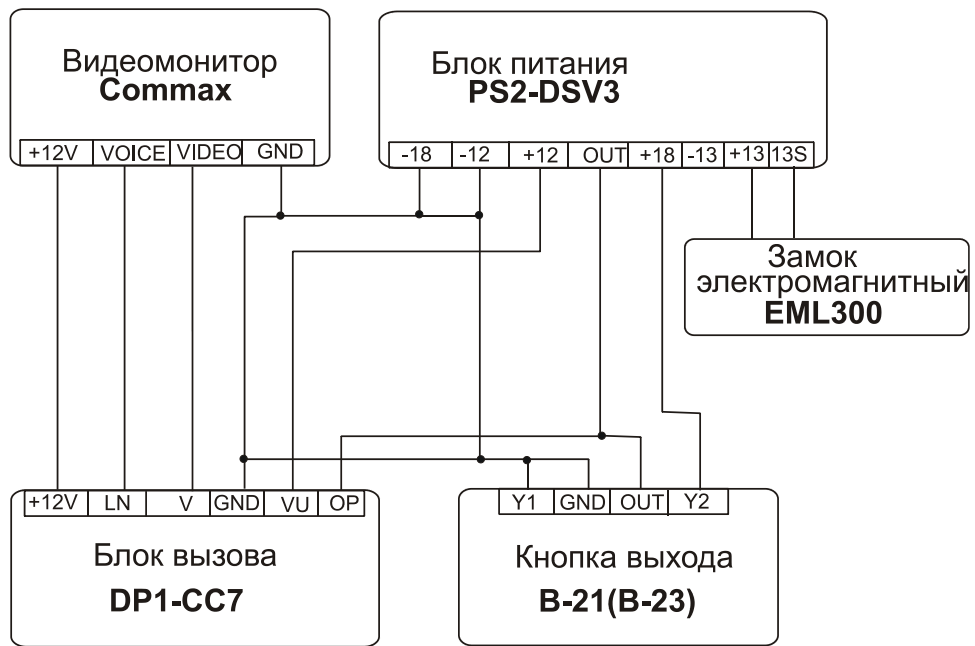 Видеомонитор
Commax
+12V VOICE VIDEO GND
Блок питания
PS2-DSV3
-18 -12 +12 OUT +18 -13 +13 13S
Замок
электромагнитный
EML300
+12V LN V GND VU OP
Блок вызова
DP1-CC7
Y1 GND OUT Y2
Кнопка выхода
B-21(B-23)